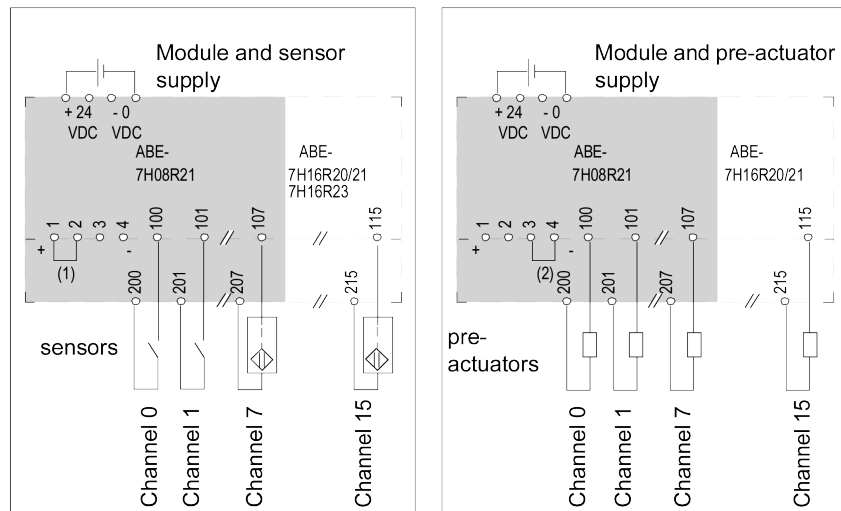 Module and sensor
supply
+ 24 - 0
VDC VDC
ABE-
7H08R21
ABE-
7H16R20/21
7H16R23
1 2 3 4 100 101 // 107 // 115
+ -
(1)
200 201 // 207 // 215
sensors
Channel 0
Channel 1
Channel 7
Channel 15
Module and pre-actuator
supply
+ 24 - 0
VDC VDC
ABE-
7H08R21
ABE-
7H16R20/21
1 2 3 4 100 101 // 107 115
+ -
(2)
200 201 // 207 // 215
pre-
actuators
Channel 0
Channel 1
Channel 7
Channel 15